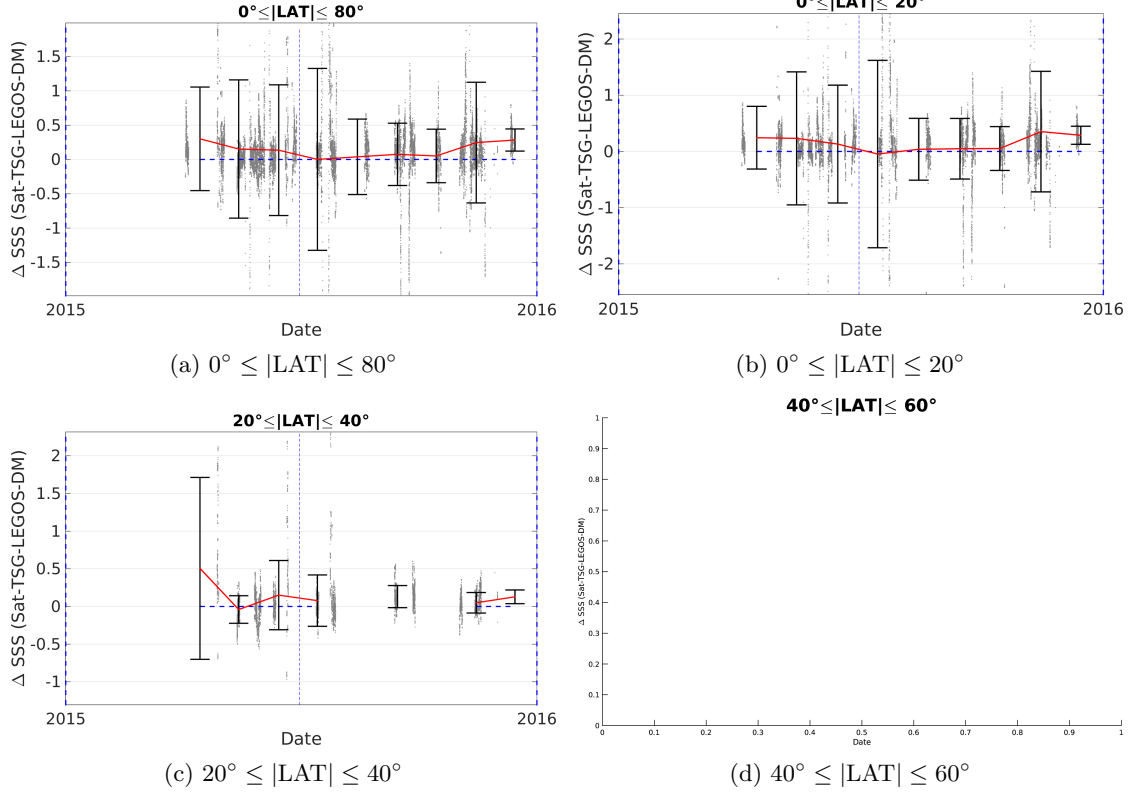 0°≤|LAT|≤ 80°
Δ SSS (Sat-TSG-LEGOS-DM)
1.5
1
0.5
0
-0.5
-1
-1.5
2015
2016
Date
(a) 0° ≤ |LAT| ≤ 80°
0°≤|LAT|≤ 20°
Δ SSS (Sat-TSG-LEGOS-DM)
2
1
0
-1
-2
2015
2016
Date
(b) 0° ≤ |LAT| ≤ 20°
20°≤|LAT|≤ 40°
Δ SSS (Sat-TSG-LEGOS-DM)
2
1.5
1
0.5
0
-0.5
-1
2015
2016
Date
(c) 20° ≤ |LAT| ≤ 40°
40°≤|LAT|≤ 60°
Δ SSS (Sat-TSG-LEGOS-DM)
1
0.9
0.8
0.7
0.6
0.5
0.4
0.3
0.2
0.1
0
0 0.1 0.2 0.3 0.4 0.5 0.6 0.7 0.8 0.9 1
Date
(d) 40° ≤ |LAT| ≤ 60°